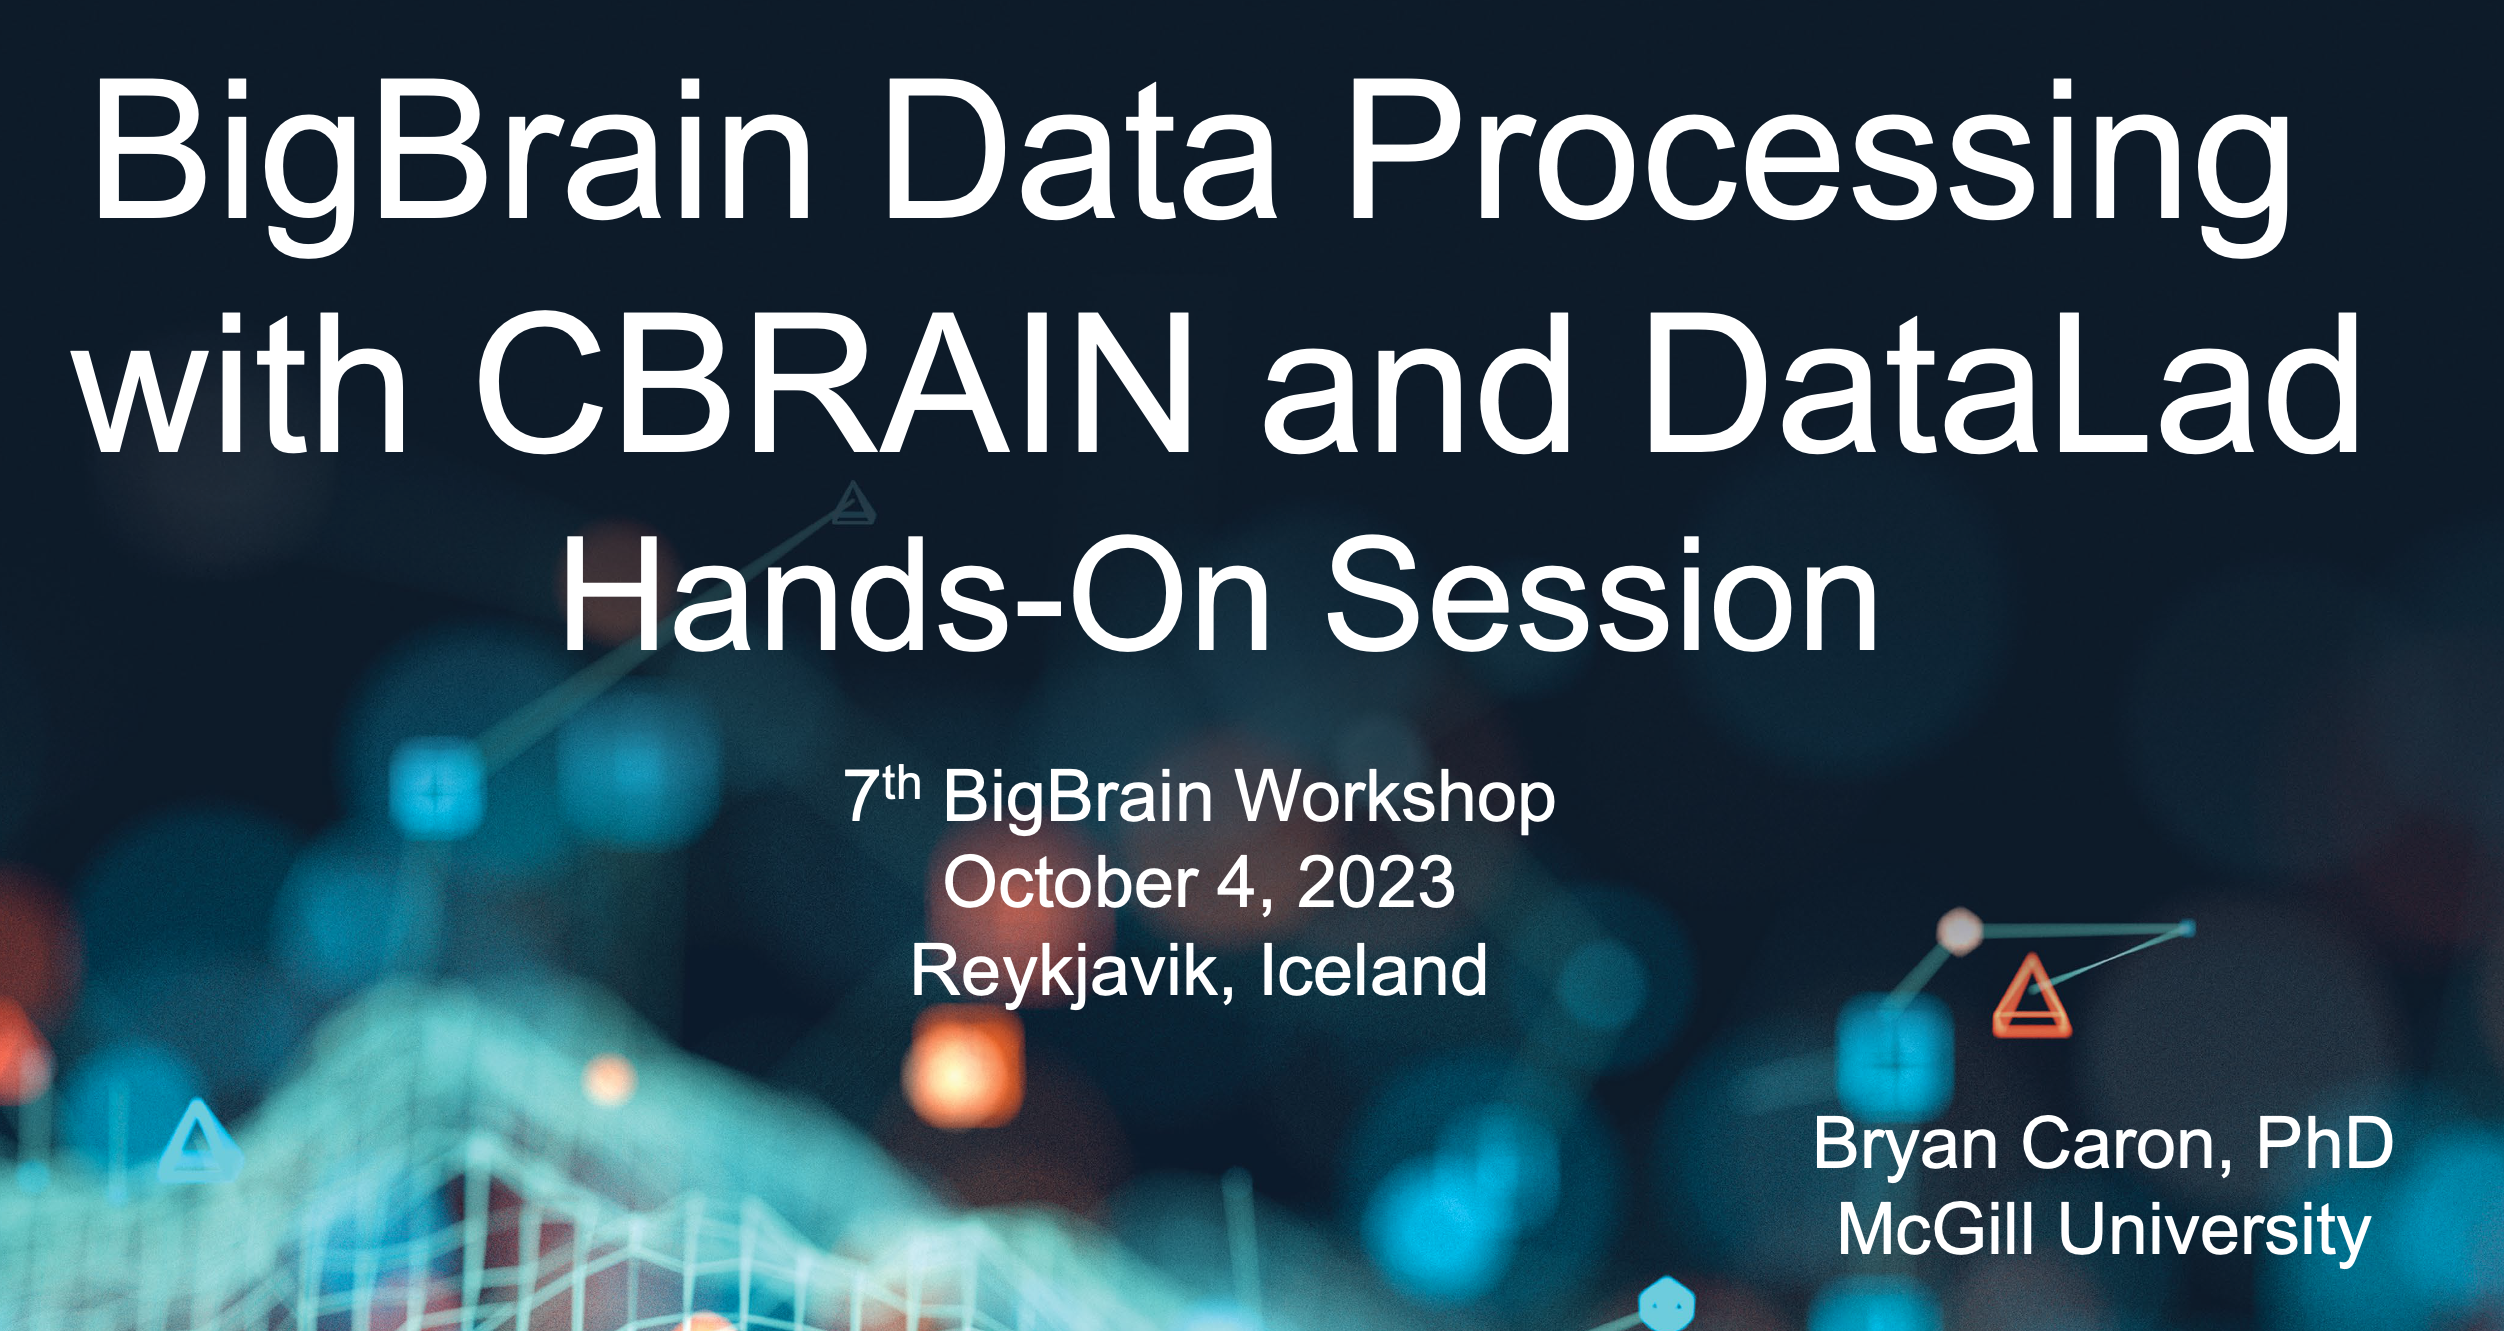 BigBrain Data Processing
with CBRAIN and DataLad
Hands-On Session
7th BigBrain Workshop
October 4, 2023
Reykjavik, Iceland
Bryan Caron, PhD
McGill University